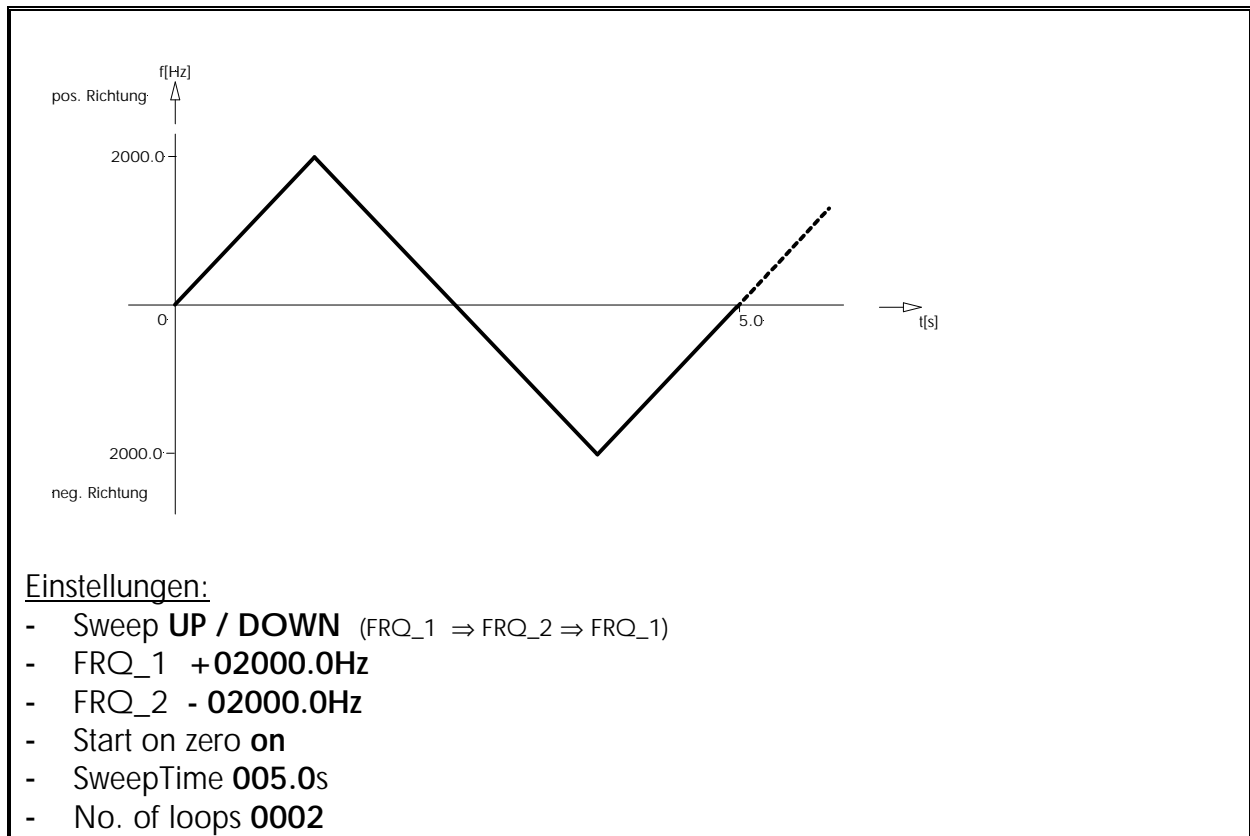 f[Hz]
pos. Richtung
2000.0
0
5.0
t[s]
2000.0
neg. Richtung
Einstellungen:
- Sweep UP / DOWN (FRQ_1 ⇒ FRQ_2 ⇒ FRQ_1)
- FRQ_1 +02000.0Hz
- FRQ_2 - 02000.0Hz
- Start on zero on
- SweepTime 005.0s
- No. of loops 0002